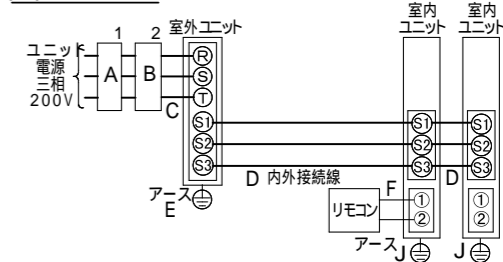 ユニット
電源
三相
200V
1
2
A
B
C
室外ユニット
R
S
T
S1
S2
S3
アース
E
D 内外接続線
室内
ユニット
S1
S2
S3
F
リモコン
①
②
アース
J
D
室内
ユニット
S1
S2
S3
①
②
J